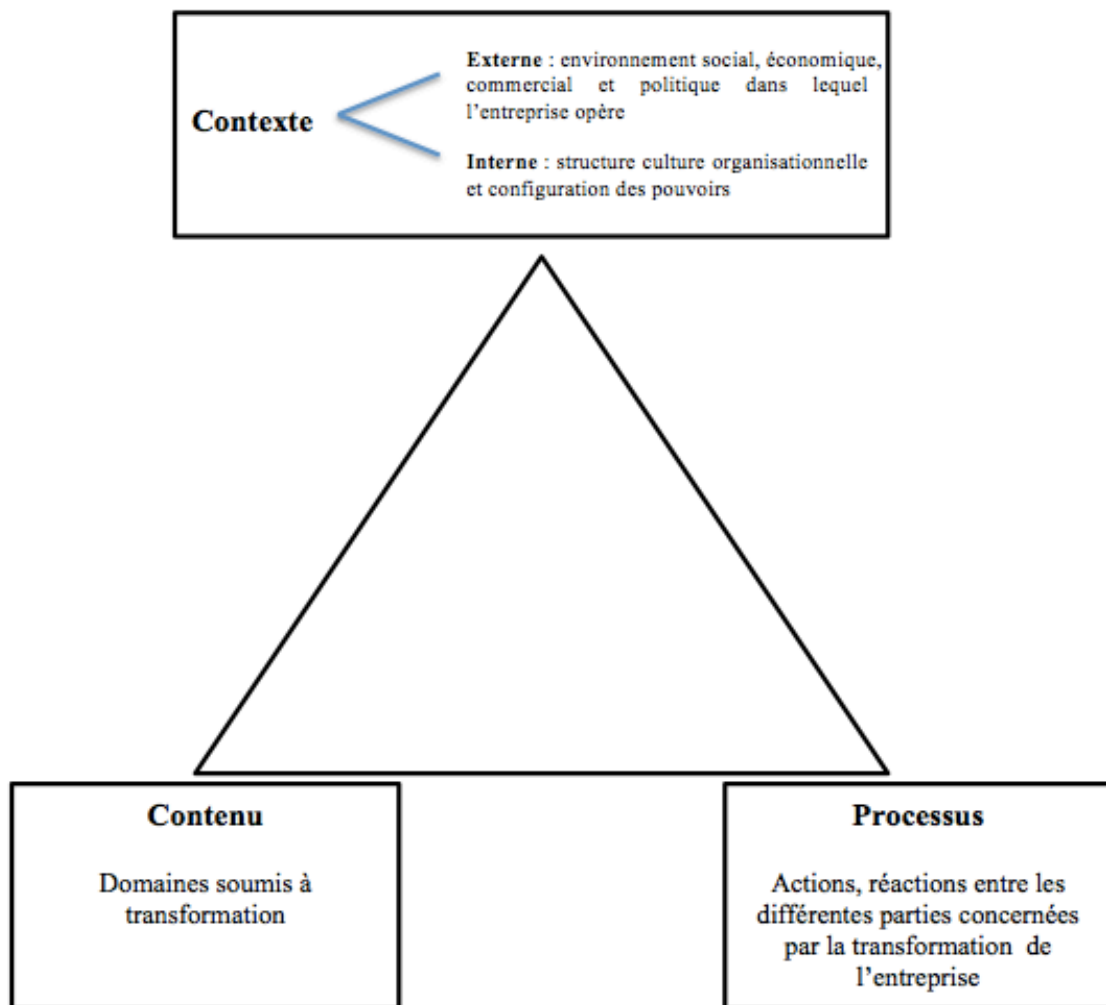 Contexte
Externe : environnement social, économique,
commercial et politique dans lequel
l’entreprise opère
Interne : structure culture organisationnelle
et configuration des pouvoirs
Contenu
Domaines soumis à
transformation
Processus
Actions, réactions entre les
différentes parties concernées
par la transformation de
l’entreprise